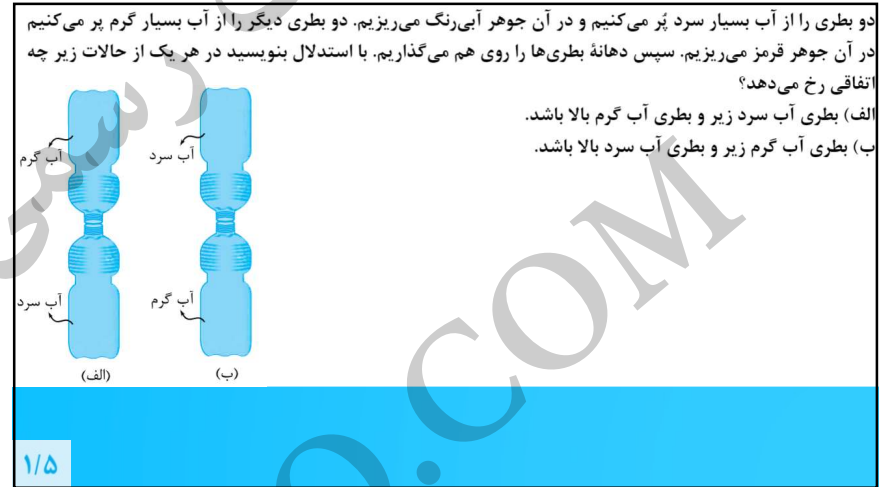 دو بطری را از آب بسیار سرد پُر می‌کنیم و در آن جوهر آبی‌رنگ می‌ریزیم. دو بطری دیگر را از آب بسیار گرم پر می‌کنیم
در آن جوهر قرمز می‌ریزیم. سپس دهانهٔ بطری‌ها را روی هم می‌گذاریم. با استدلال بنویسید در هر یک از حالات زیر چه
اتفاقی رخ می‌دهد؟
الف) بطری آب سرد زیر و بطری آب گرم بالا باشد.
ب) بطری آب گرم زیر و بطری آب سرد بالا باشد.
آب سرد
آب گرم
آب گرم
آب سرد
(ب)
(الف)
۱/۵
رسمی
O.COM